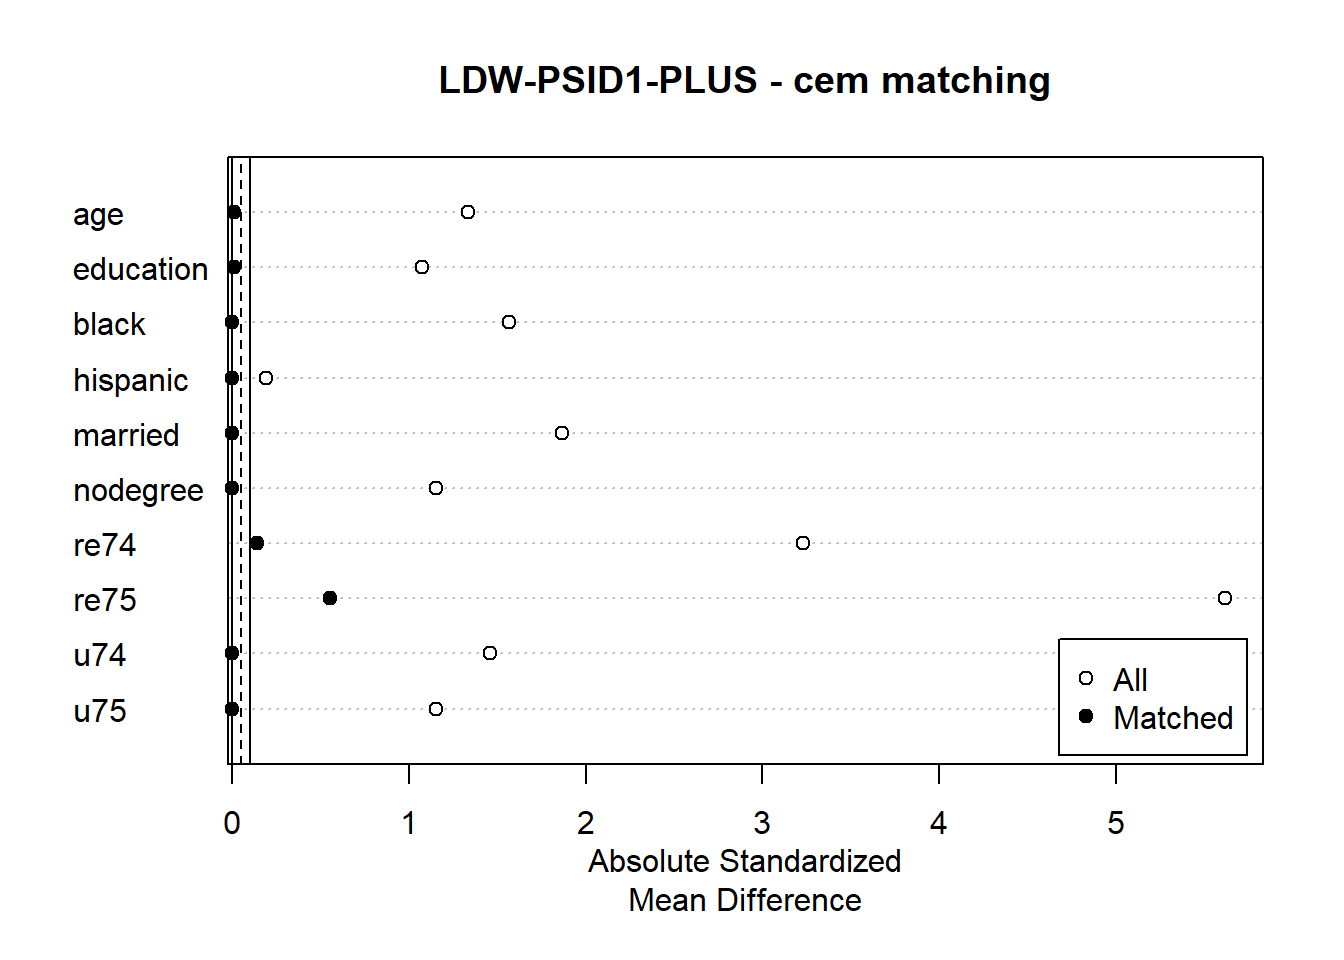 LDW-PSID1-PLUS - cem matching
age
education
black
hispanic
married
nodegree
re74
re75
u74
u75
All
Matched
0 1 2 3 4 5
Absolute Standardized
Mean Difference